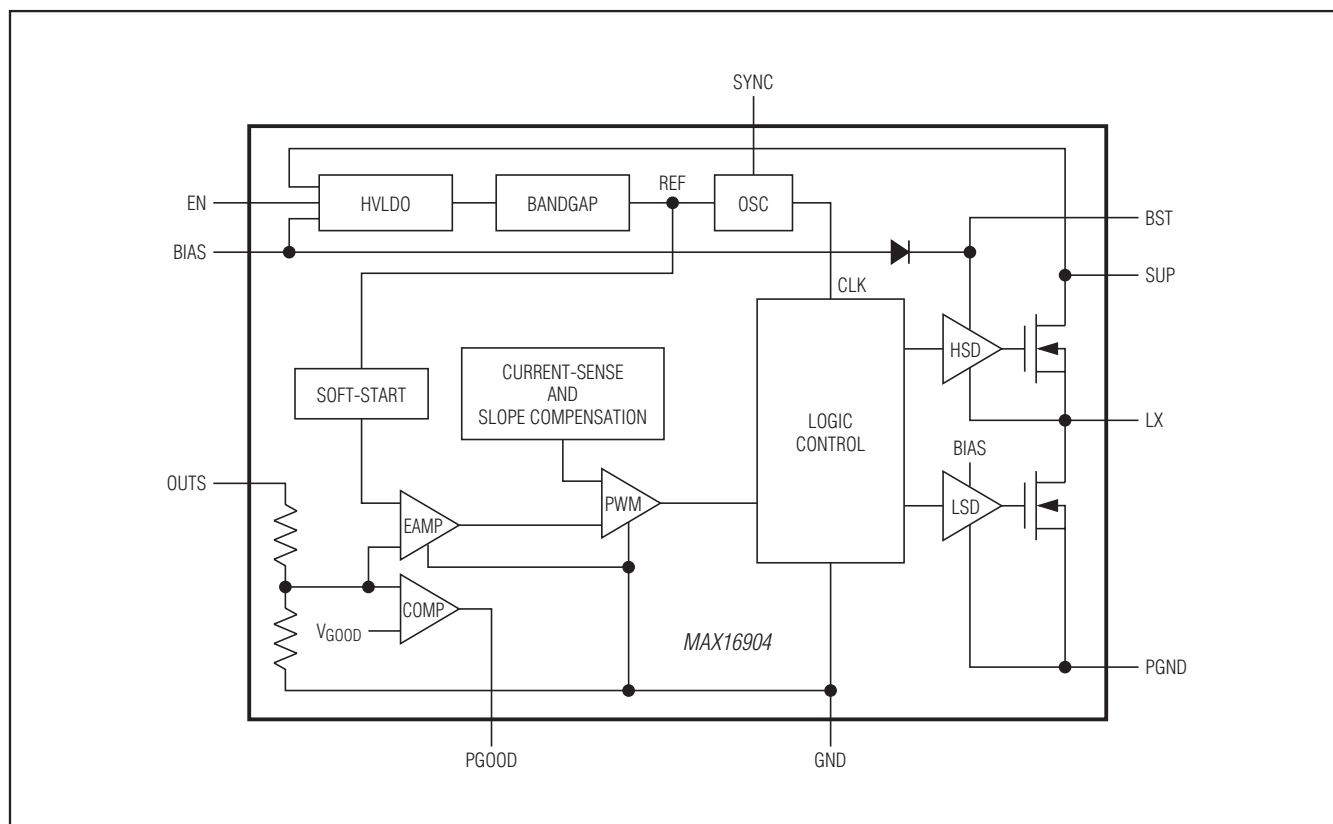 SYNC
EN
HVLDO
BANDGAP
REF
OSC
BST
BIAS
SUP
CLK
HSD
CURRENT-SENSE
AND
SLOPE COMPENSATION
SOFT-START
LOGIC
CONTROL
LX
BIAS
OUTS
EAMP
PWM
LSD
COMP
VGOOD
MAX16904
PGND
PGOOD
GND